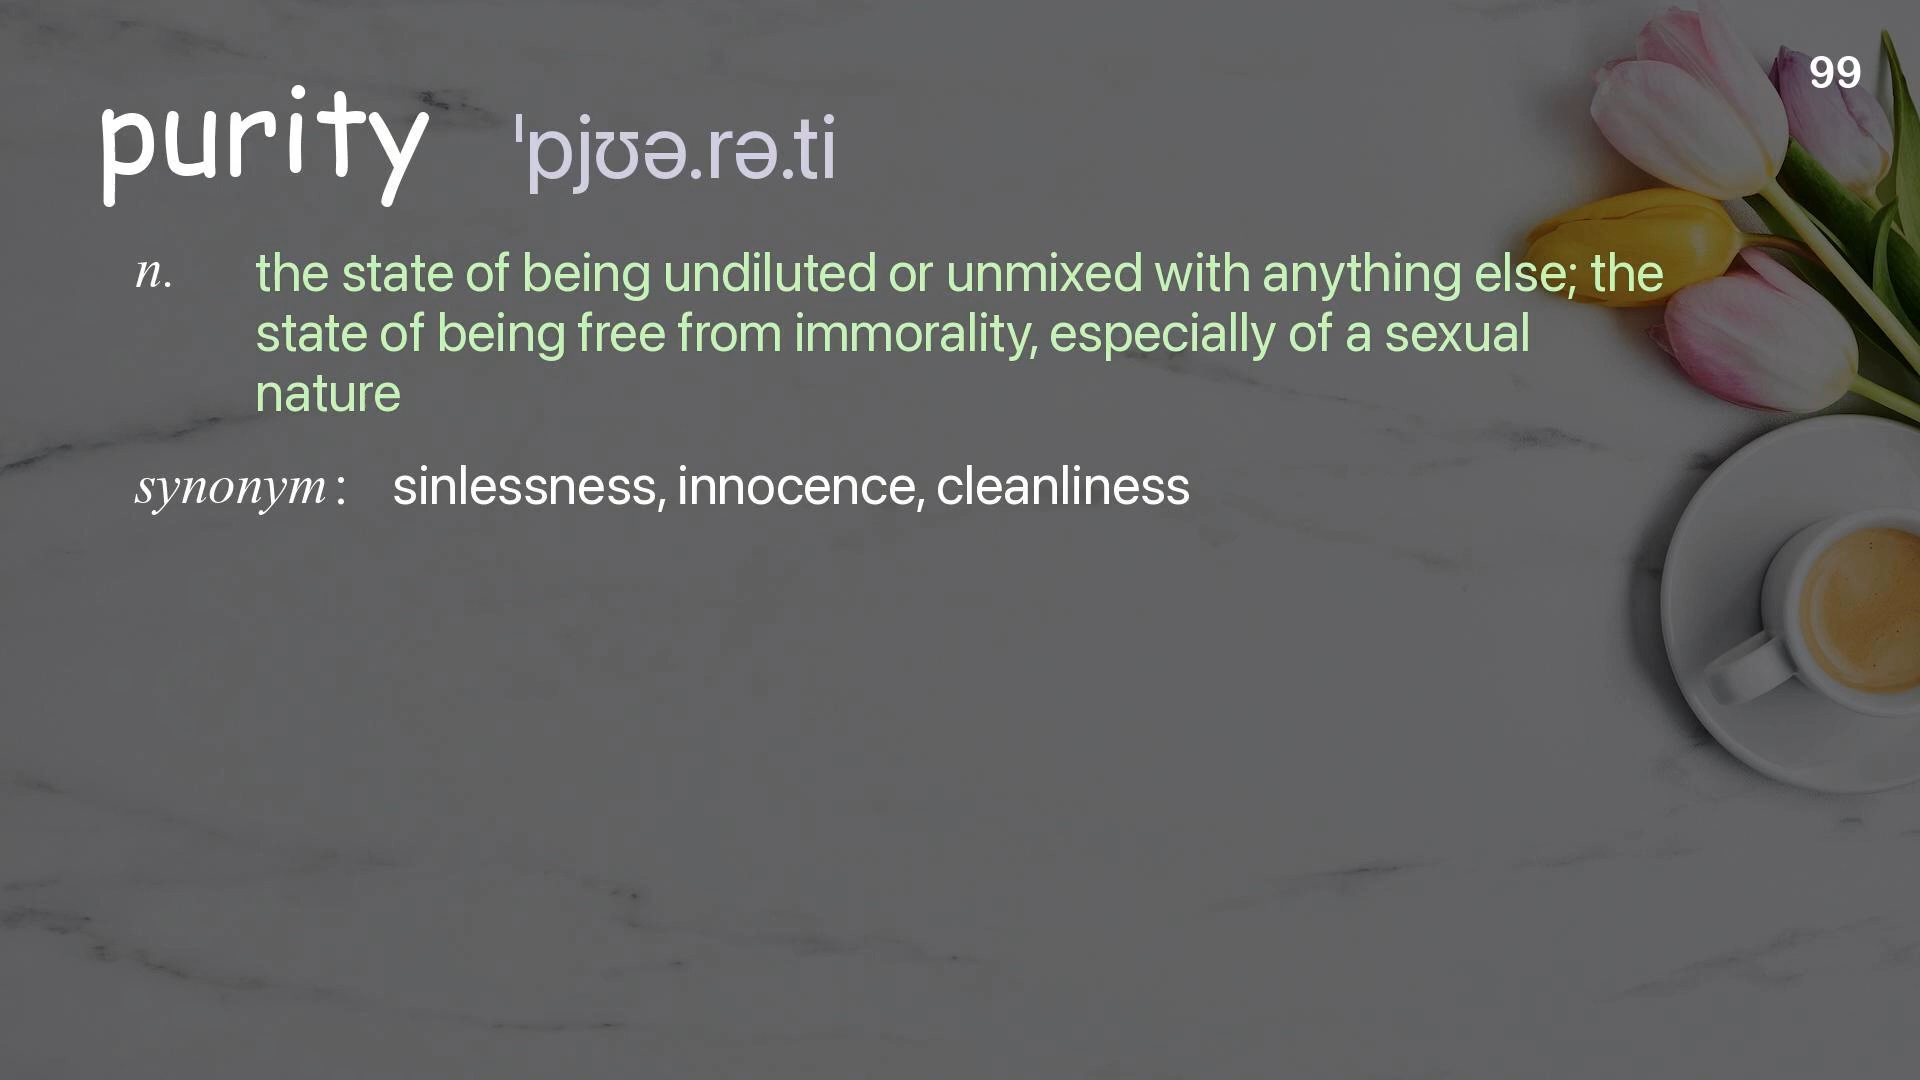 99
purity ˈpjʊə.rə.ti
n. the state of being undiluted or unmixed with anything else; the
state of being free from immorality, especially of a sexual
nature
synonym : sinlessness, innocence, cleanliness